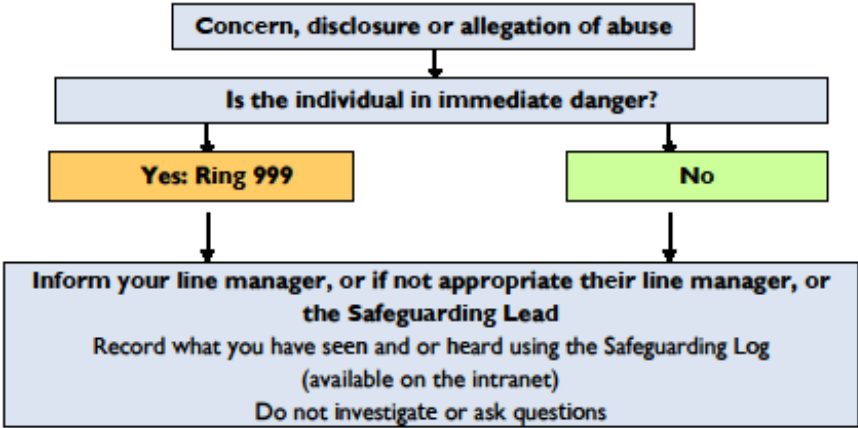 Concern, disclosure or allegation of abuse
Is the individual in immediate danger?
Yes: Ring 999
No
Inform your line manager, or if not appropriate their line manager, or
the Safeguarding Lead
Record what you have seen and or heard using the Safeguarding Log
(available on the intranet)
Do not investigate or ask questions